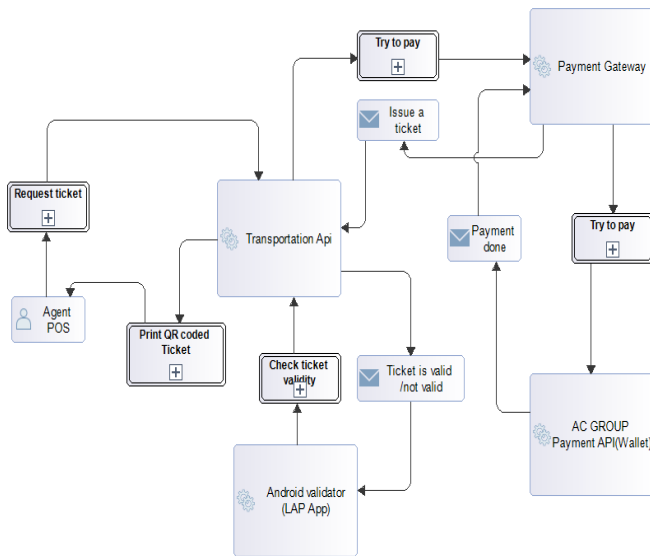 Try to pay
Payment Gateway
Issue a
ticket
Request ticket
Transportation Api
Payment
done
Try to pay
Agent
POS
Print QR coded
Ticket
Check ticket
validity
Ticket is valid
/not valid
AC GROUP
Payment API(Wallet)
Android validator
(LAP App)